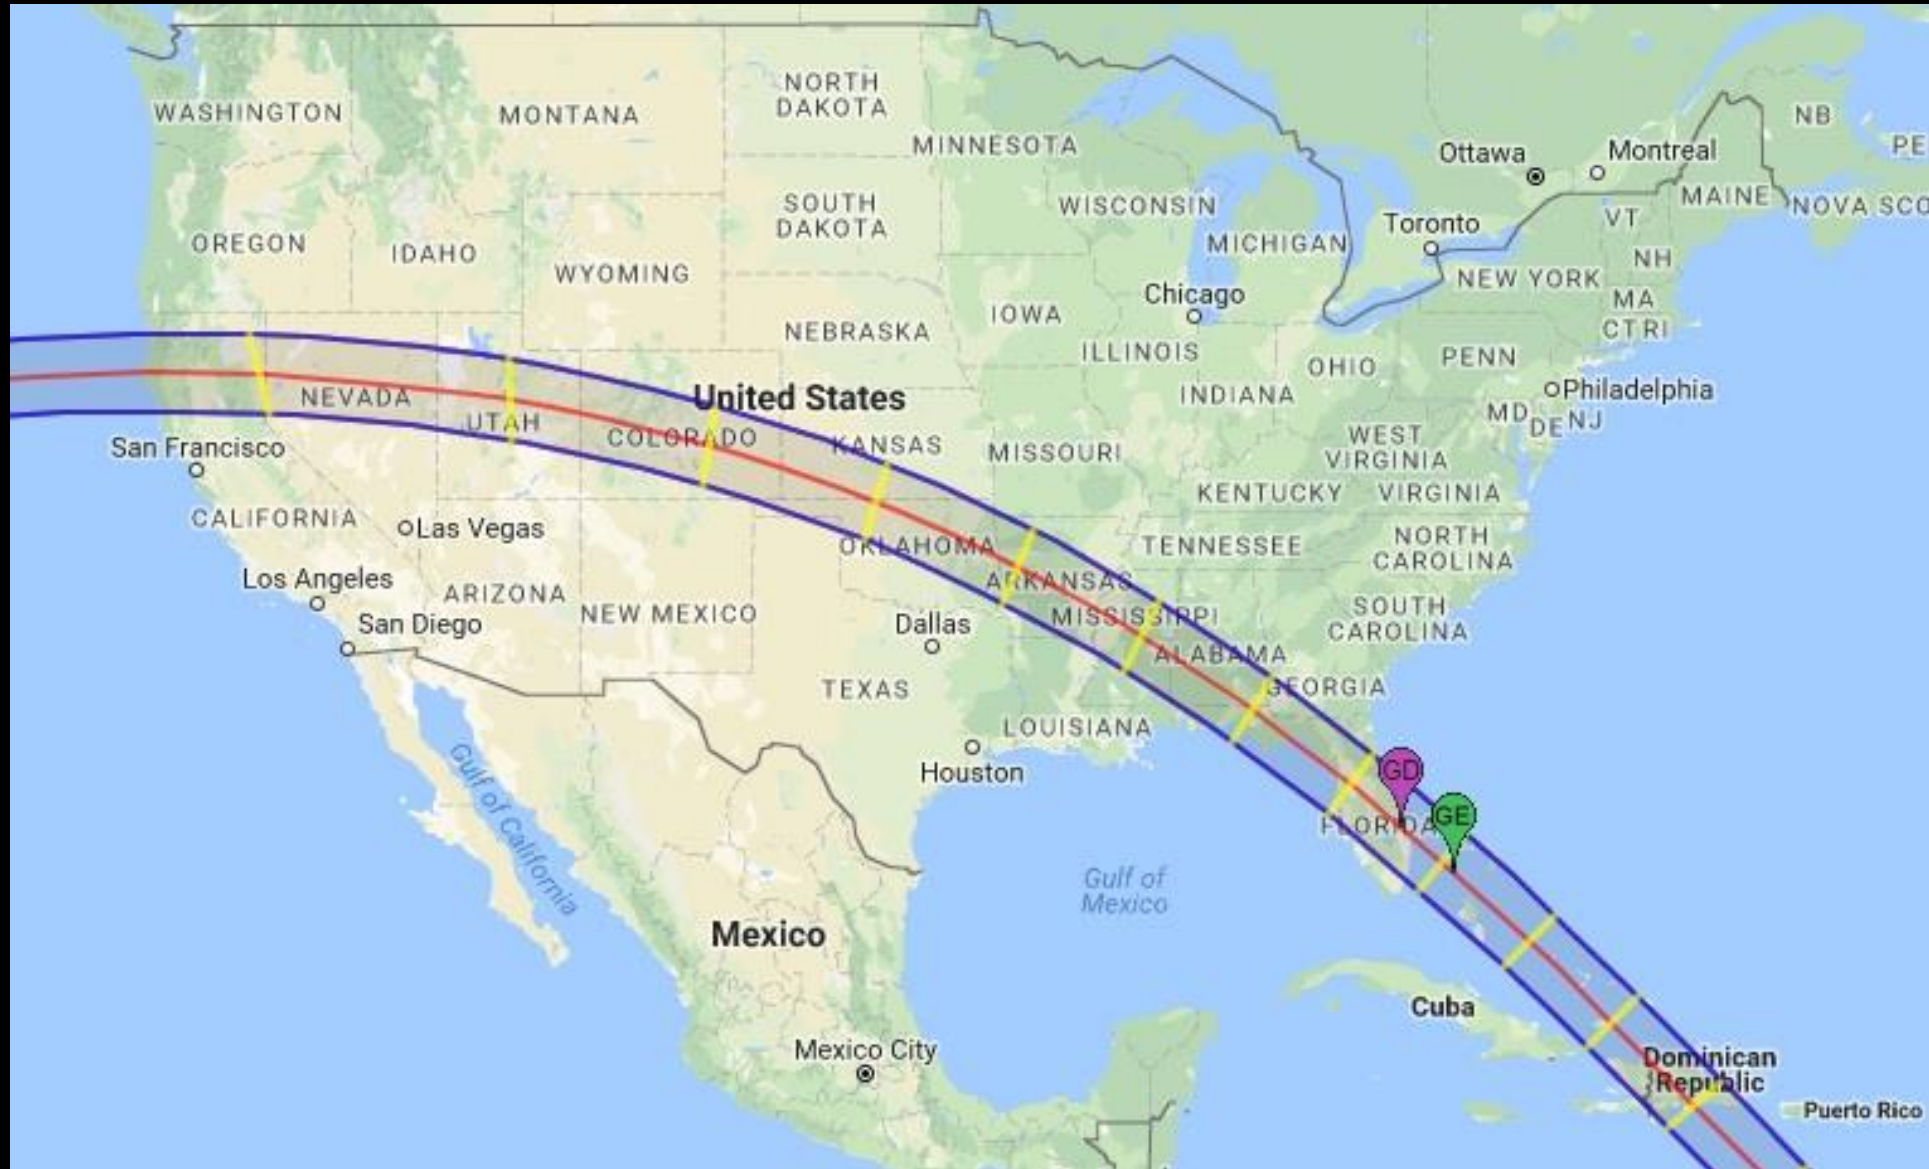 NORTH
DAKOTA
WASHINGTON
MONTANA
NB
MINNESOTA
Ottawa
Montreal
PE
SOUTH
DAKOTA
WISCONSIN
MAINE
NOVA SCO
VT
Toronto
OREGON
IDAHO
MICHIGAN
NH
WYOMING
NEW YORK
Chicago
MA
IOWA
CT RI
NEBRASKA
ILLINOIS
OHIO
PENN
INDIANA
Philadelphia
NEVADA
United States
MD
DE
NJ
UTAH
COLORADO
KANSAS
MISSOURI
WEST
VIRGINIA
San Francisco
KENTUCKY
VIRGINIA
CALIFORNIA
Las Vegas
OKLAHOMA
TENNESSEE
NORTH
CAROLINA
Los Angeles
ARIZONA
ARKANSAS
NEW MEXICO
MISSISSIPPI
SOUTH
CAROLINA
San Diego
Dallas
ALABAMA
TEXAS
GEORGIA
LOUISIANA
Houston
GD
Gulf of California
GE
FLORIDA
Gulf of
Mexico
Mexico
Cuba
Mexico City
Dominican
Republic
Puerto Rico